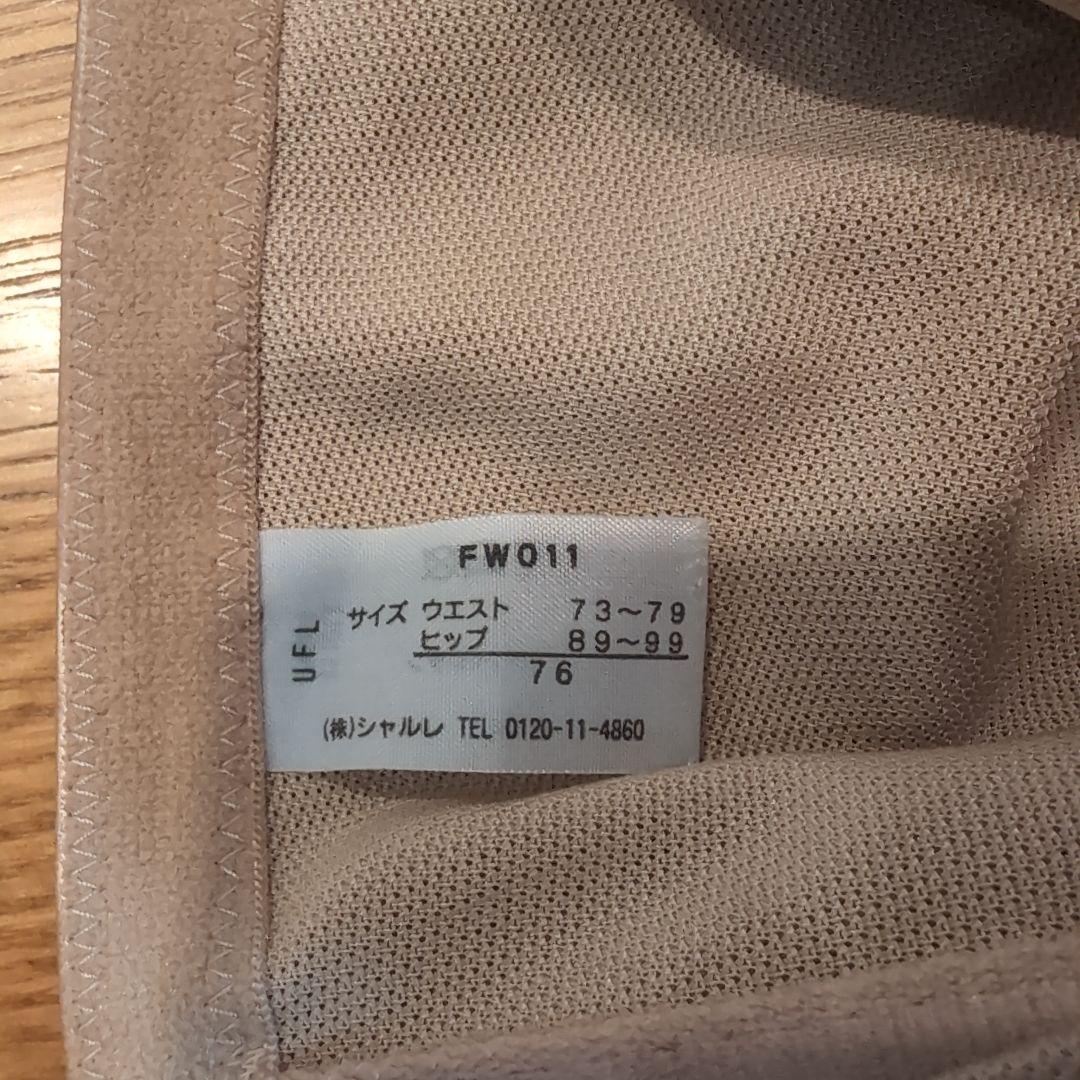 FW011
サイズ ウエスト 73～79
ヒップ 89～99
76
UFL
(株)シャルレ TEL 0120-11-4860